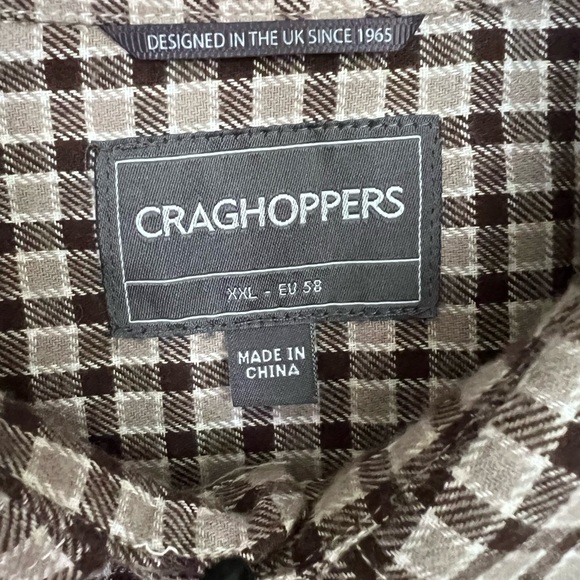 DESIGNED IN THE UK SINCE 1965
CRAGHOPPERS
XXL - EU 58
MADE IN
CHINA